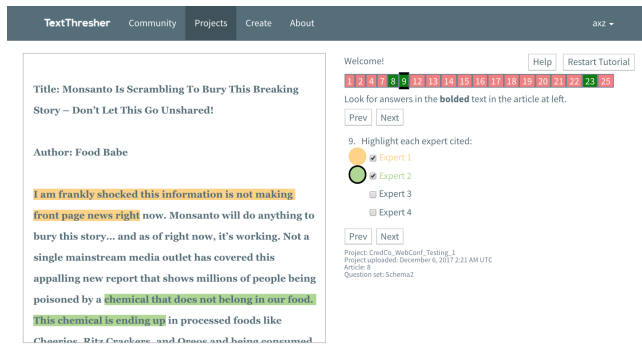 TextThresher Community Projects Create About axz
Title: Monsanto Is Scrambling To Bury This Breaking
Story – Don't Let This Go Unshared!
Author: Food Babe
I am frankly shocked this information is not making
front page news right now. Monsanto will do anything to
bury this story... and as of right now, it's working. Not a
single mainstream media outlet has covered this
appalling new report that shows millions of people being
poisoned by a chemical that does not belong in our food.
This chemical is ending up in processed foods like
Cheerios, Ritz Crackers, and Oreos and being consumed
Welcome! Help Restart Tutorial
1 2 4 7 8 9 12 13 14 15 16 17 18 19 20 21 22 23 25
Look for answers in the bolded text in the article at left.
Prev Next
9. Highlight each expert cited:
Expert 1
Expert 2
Expert 3
Expert 4
Prev Next
Project: CredCo_WebConf_Testing_1
Project uploaded: December 6, 2017 2:21 AM UTC
Article: 8
Question set: Schema2